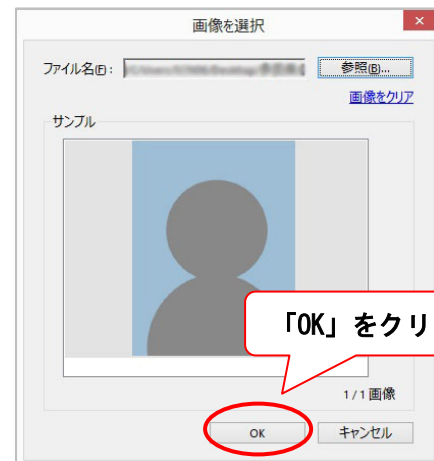 画像を選択
ファイル名(F):
参照(B)...
画像をクリア
サンプル
「OK」をクリ
1/1 画像
OK
キャンセル